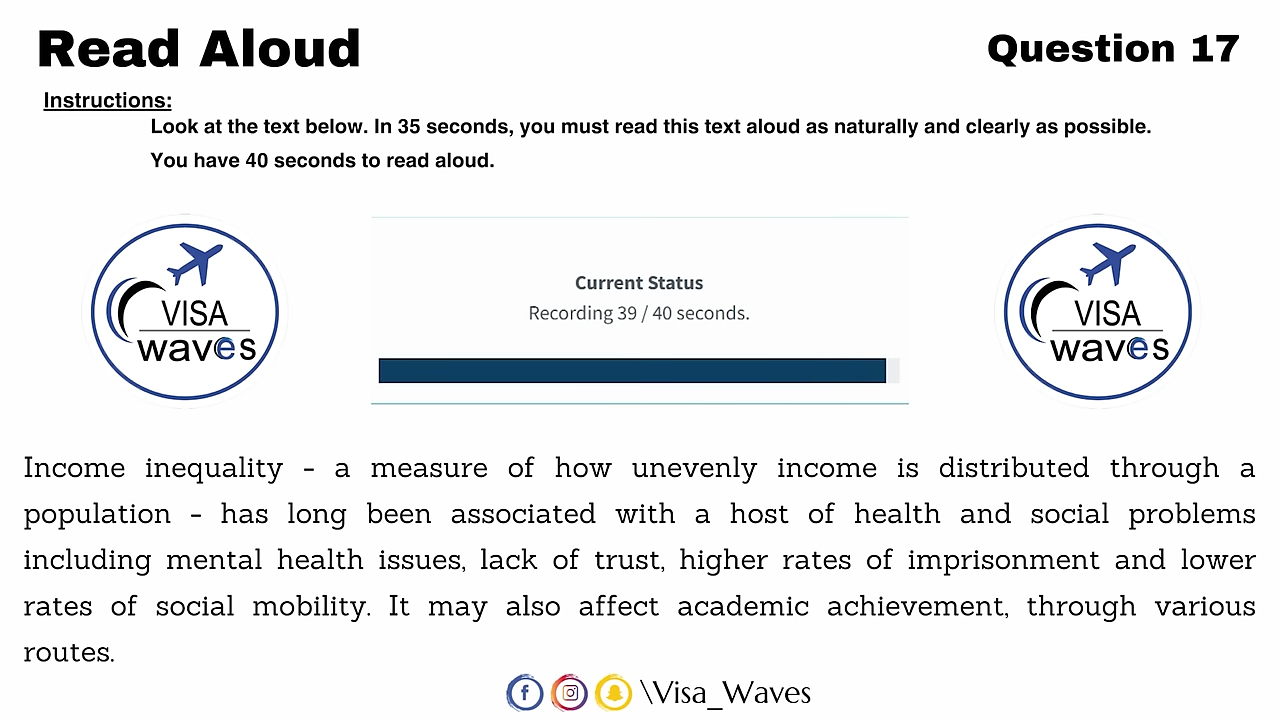 Read Aloud
Question 17
Instructions:
Look at the text below. In 35 seconds, you must read this text aloud as naturally and clearly as possible.
You have 40 seconds to read aloud.
VISA
waves
Current Status
Recording 39 / 40 seconds.
VISA
waves
Income inequality - a measure of how unevenly income is distributed through a
population - has long been associated with a host of health and social problems
including mental health issues, lack of trust, higher rates of imprisonment and lower
rates of social mobility. It may also affect academic achievement, through various
routes.
\Visa_Waves